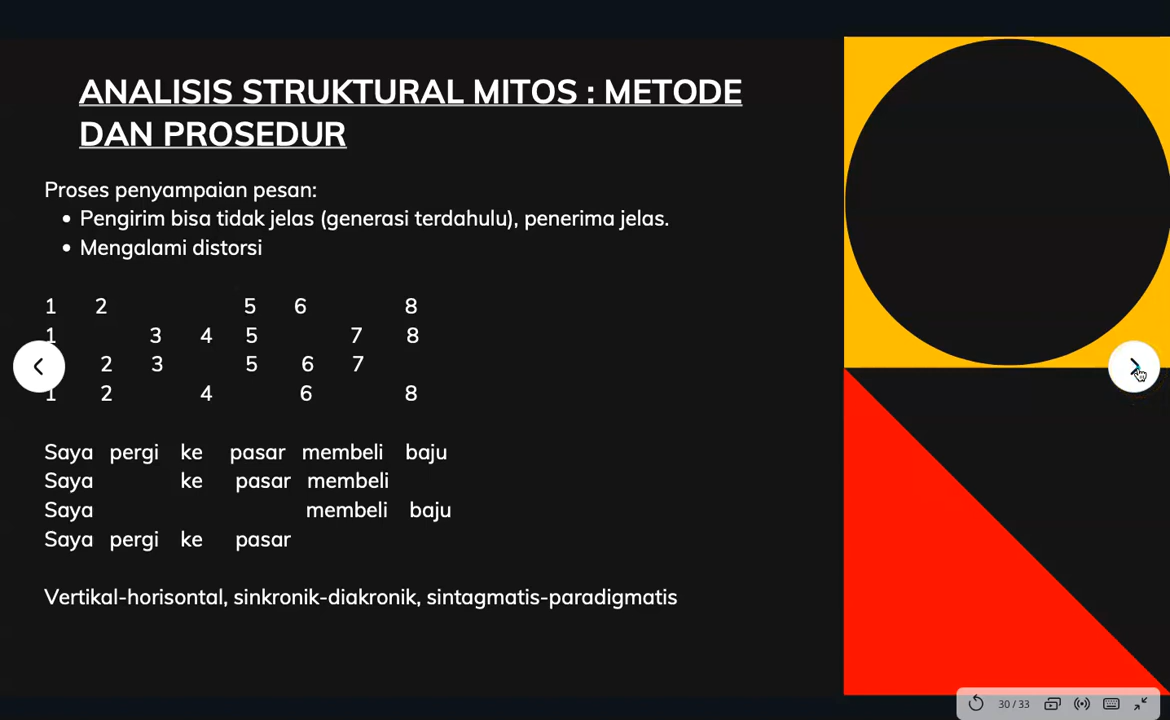 ANALISIS STRUKTURAL MITOS : METODE
DAN PROSEDUR
Proses penyampaian pesan:
• Pengirim bisa tidak jelas (generasi terdahulu), penerima jelas.
• Mengalami distorsi
1 2 5 6 8
1 3 4 5 7 8
2 3 5 6 7
1 2 4 6 8
Saya pergi ke pasar membeli baju
Saya ke pasar membeli
Saya membeli baju
Saya pergi ke pasar
Vertikal-horisontal, sinkronik-diakronik, sintagmatis-paradigmatis
30 / 33